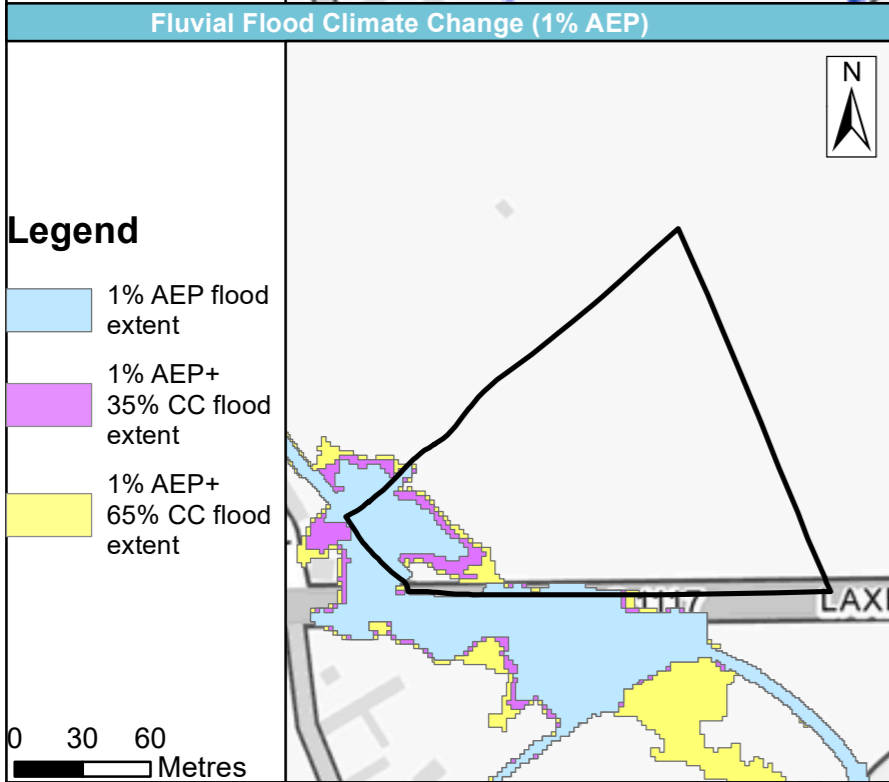 Fluvial Flood Climate Change (1% AEP)
N
Legend
1% AEP flood
extent
1% AEP+
35% CC flood
extent
1% AEP+
65% CC flood
extent
0 30 60
Metres
1117